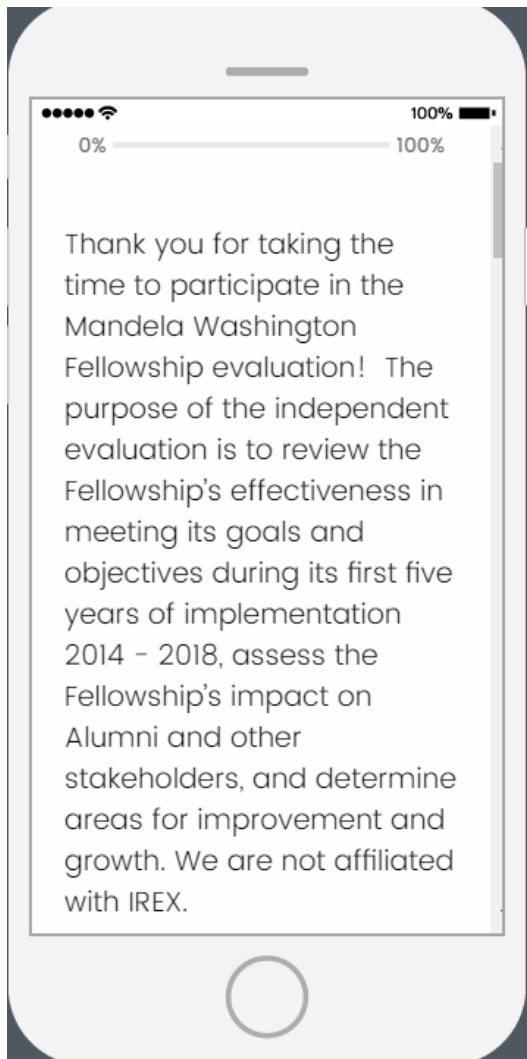 100%
0% 100%
Thank you for taking the
time to participate in the
Mandela Washington
Fellowship evaluation!  The
purpose of the independent
evaluation is to review the
Fellowship's effectiveness in
meeting its goals and
objectives during its first five
years of implementation
2014 - 2018, assess the
Fellowship's impact on
Alumni and other
stakeholders, and determine
areas for improvement and
growth. We are not affiliated
with IREX.